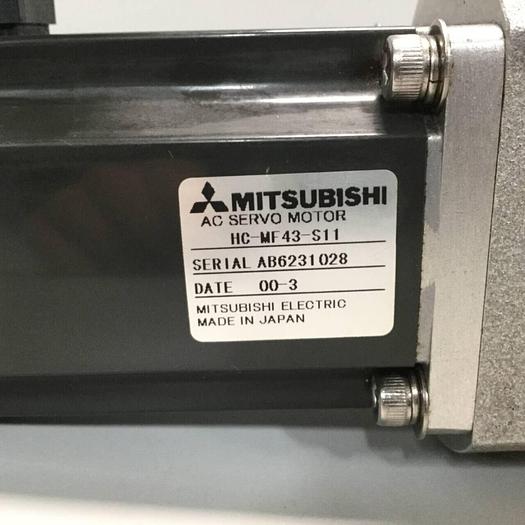 MITSUBISHI
AC SERVO MOTOR
HC-MF43-S11
SERIAL AB6231028
DATE 00-3
MITSUBISHI ELECTRIC
MADE IN JAPAN